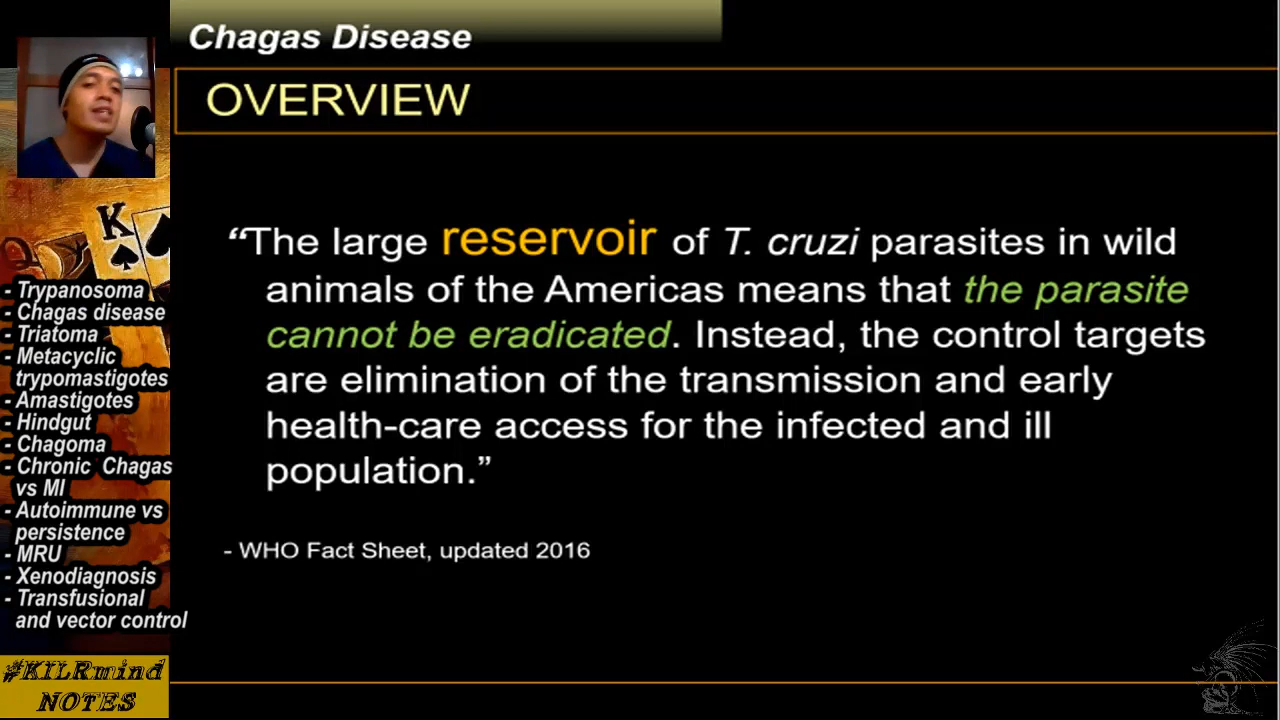 Chagas Disease
OVERVIEW
“The large reservoir of T. cruzi parasites in wild
animals of the Americas means that the parasite
cannot be eradicated. Instead, the control targets
are elimination of the transmission and early
health-care access for the infected and ill
population.”
- WHO Fact Sheet, updated 2016
K
- Trypanosoma
- Chagas disease
- Triatoma
- Metacyclic
trypomastigotes
- Amastigotes
- Hindgut
- Chagoma
- Chronic Chagas
vs MI
- Autoimmune vs
persistence
- MRU
- Xenodiagnosis
- Transfusional
and vector control
#KILRmind
NOTES